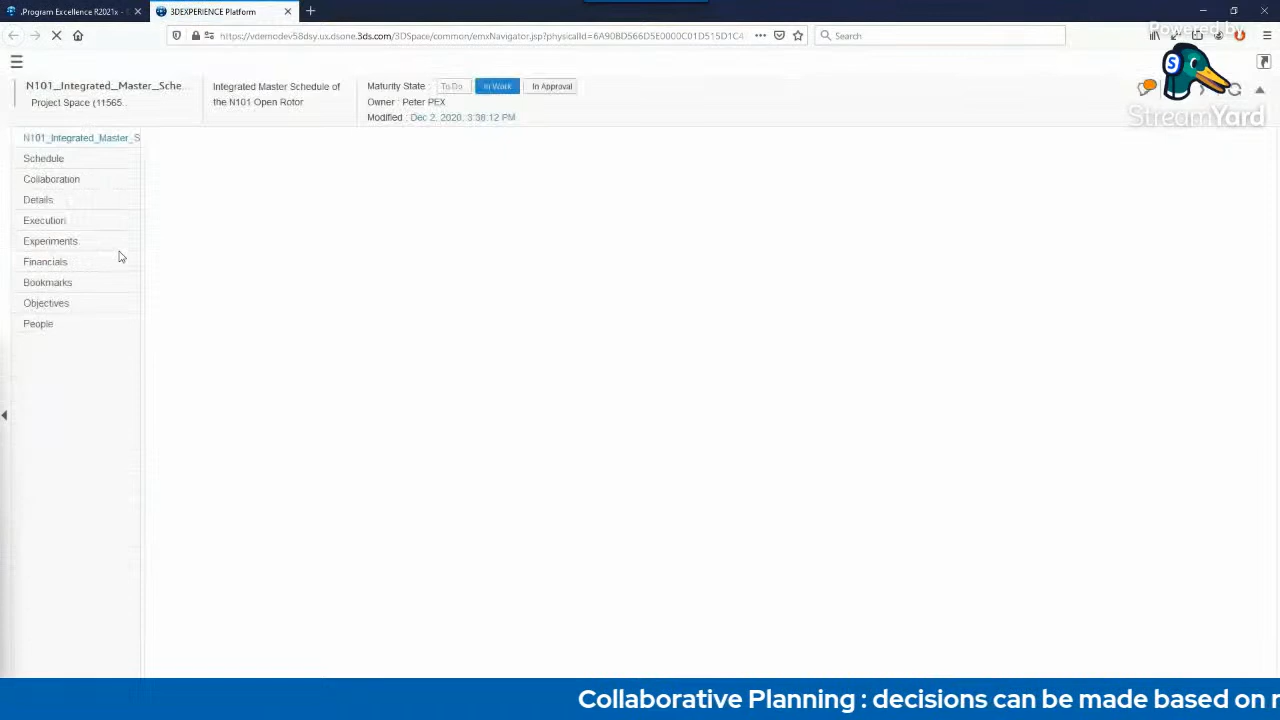 .Program Excellence R2021x -
3DEXPERIENCE Platform
https://vdemodev58dsy.ux.dsone.3ds.com/3DSpace/common/emxNavigator.jsp?physicalId=6A90BD566D5E0000C01D515D1C4
Search
Powered by
StreamYard
N101_Integrated_Master_Sche...
Project Space (11565..
Integrated Master Schedule of
the N101 Open Rotor
Maturity State : To Do In Work In Approval
Owner : Peter PEX
Modified : Dec 2, 2020, 3:38:12 PM
N101_Integrated_Master_S
Schedule
Collaboration
Details
Execution
Experiments
Financials
Bookmarks
Objectives
People
Collaborative Planning : decisions can be made based on